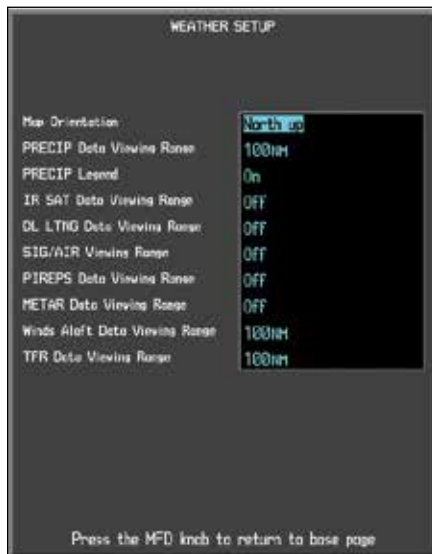 WEATHER SETUP
Map Orientation North up
PRECIP Data Viewing Range 100NM
PRECIP Legend On
IR SAT Data Viewing Range Off
DL LTNG Data Viewing Range Off
SIG/AIR Viewing Range Off
PIREPS Data Viewing Range Off
METAR Data Viewing Range Off
Winds Aloft Data Viewing Range 100NM
TFR Data Viewing Range 100NM
Press the MFD knob to return to base page